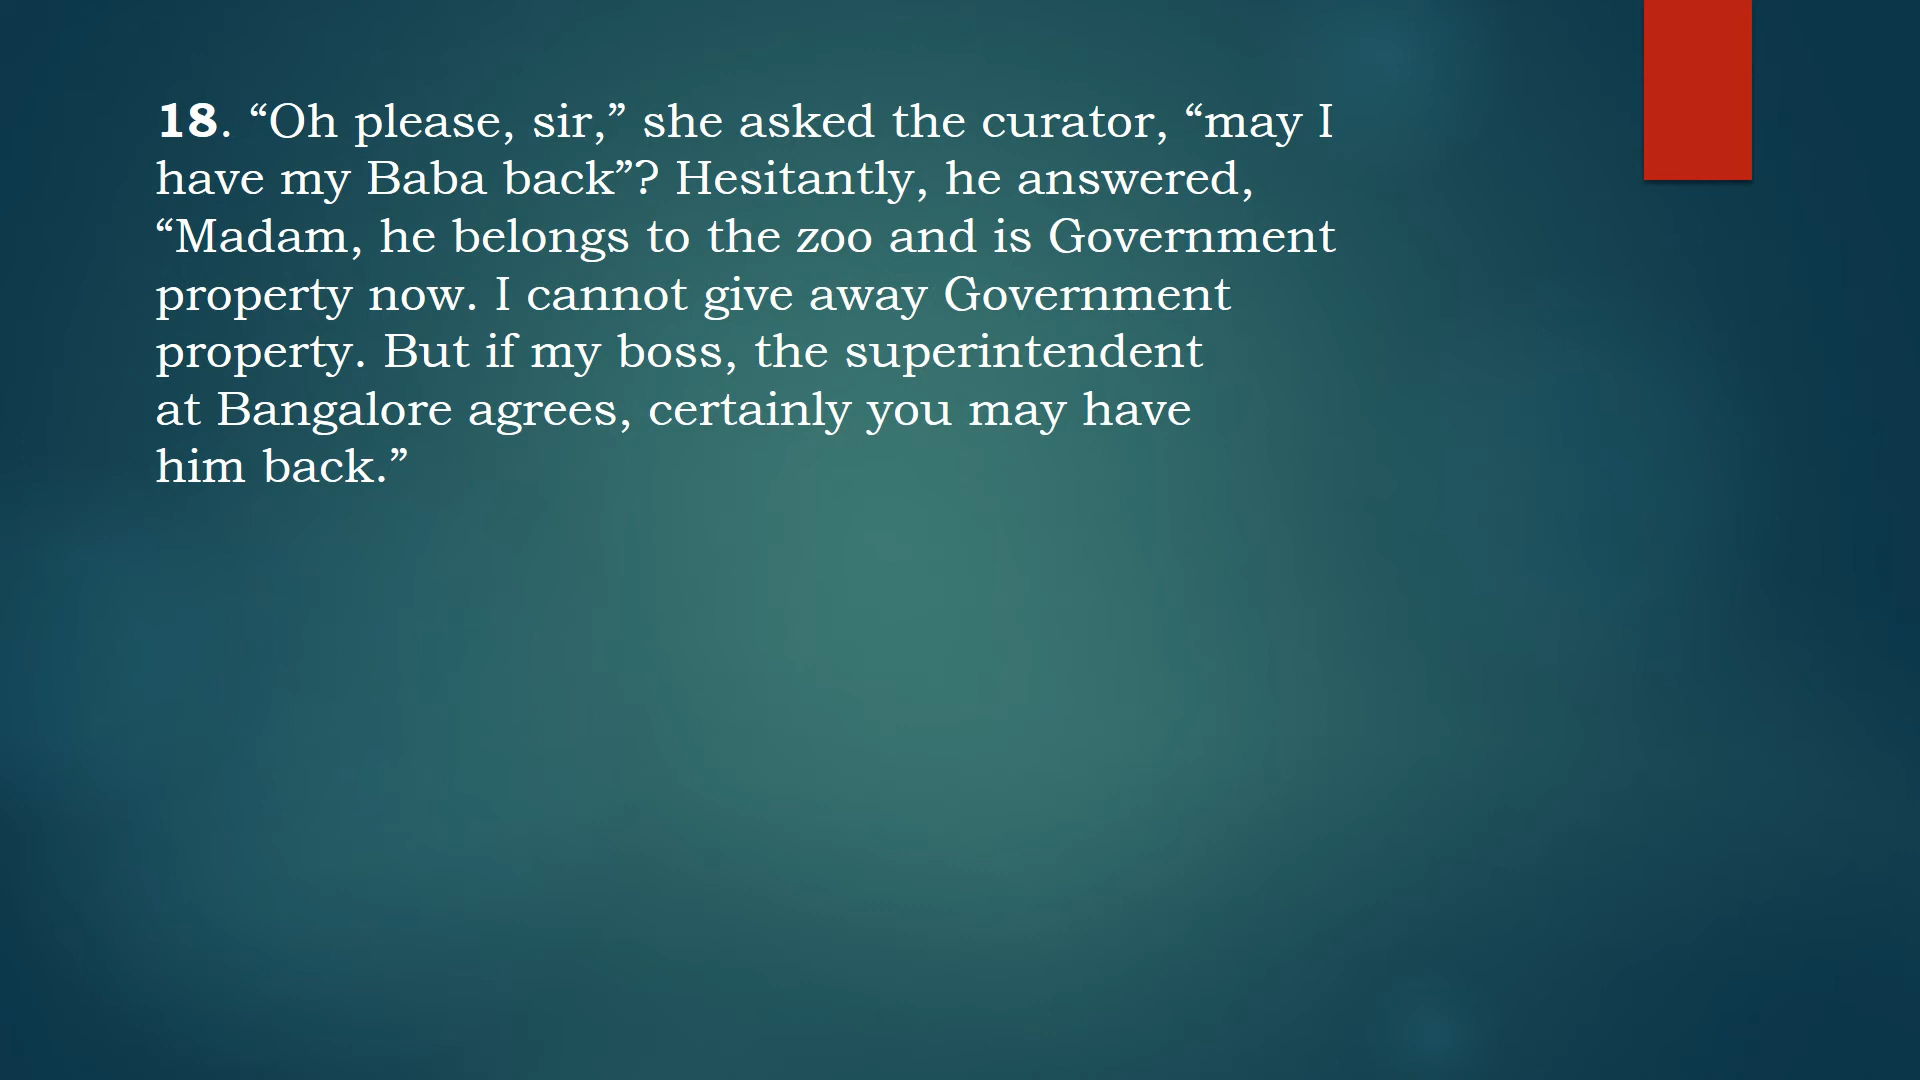 18. “Oh please, sir,” she asked the curator, “may I
have my Baba back”? Hesitantly, he answered,
“Madam, he belongs to the zoo and is Government
property now. I cannot give away Government
property. But if my boss, the superintendent
at Bangalore agrees, certainly you may have
him back.”